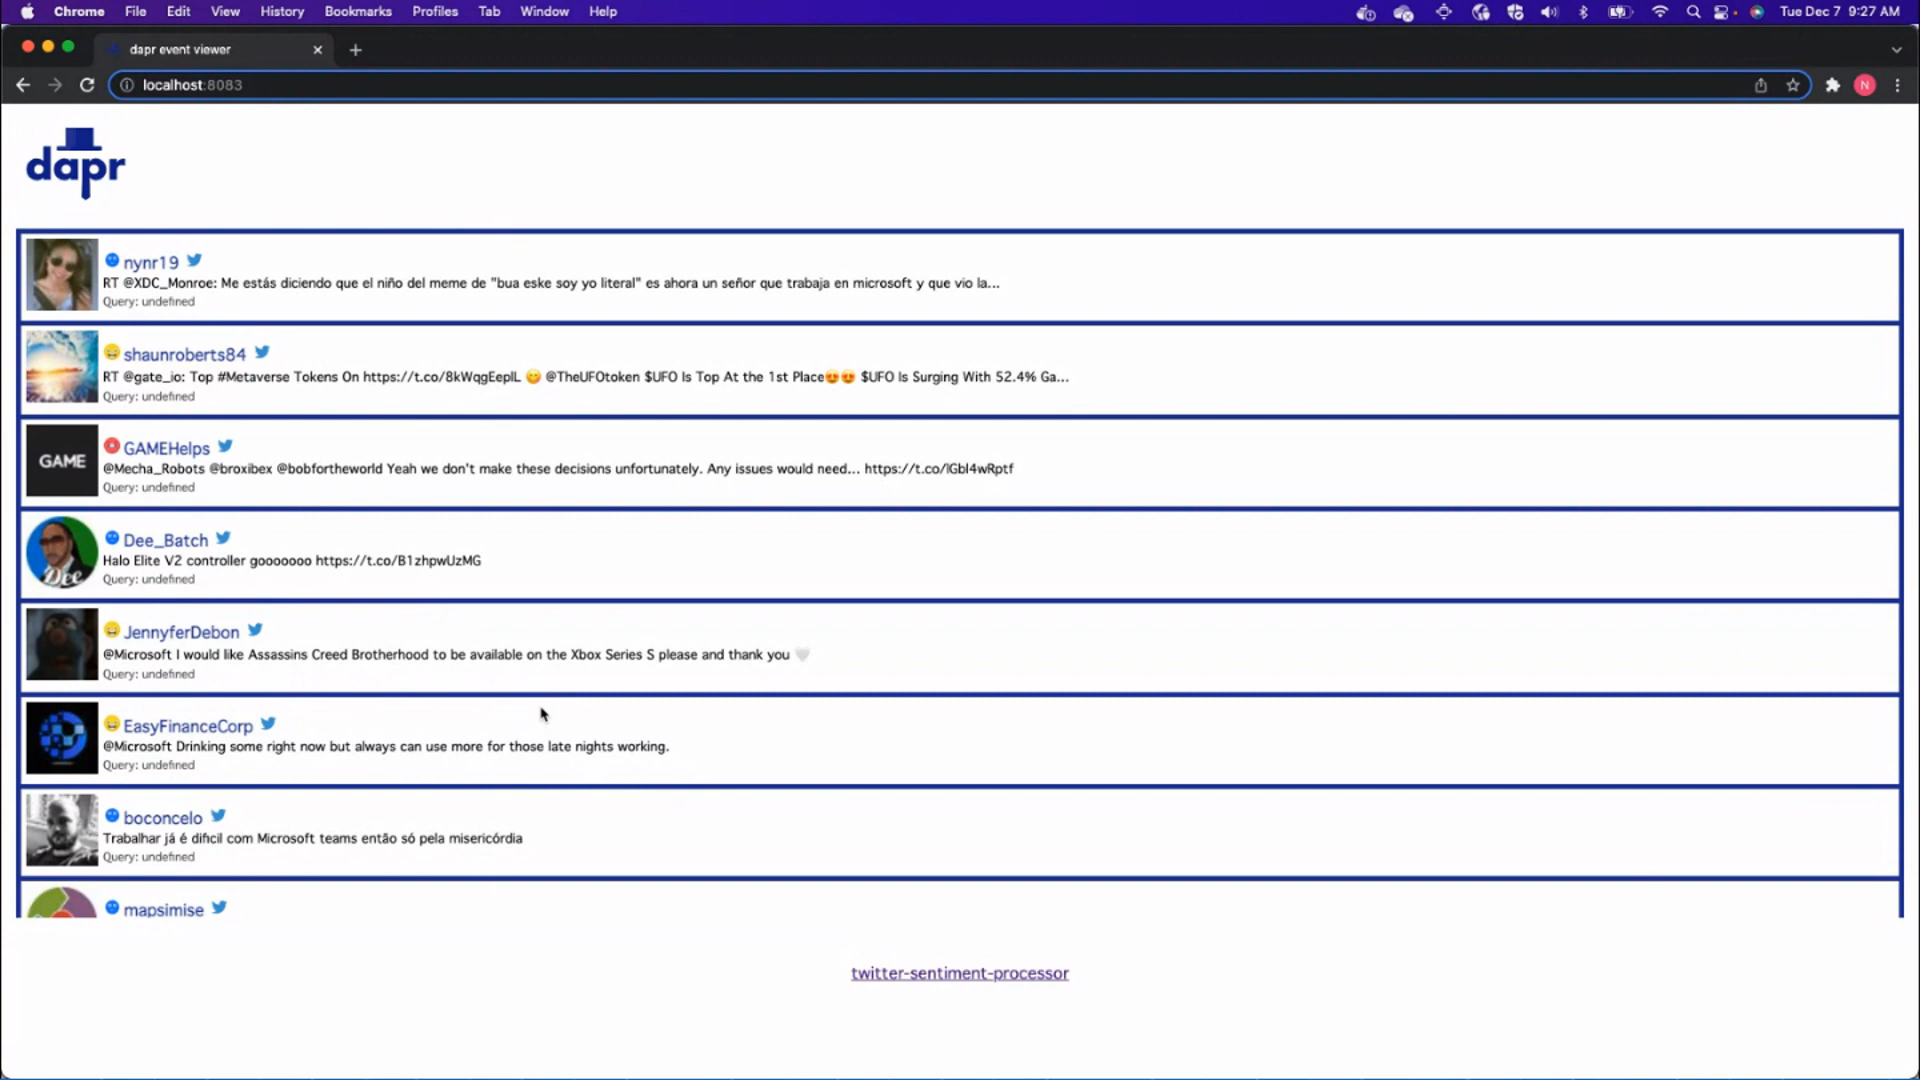 Chrome File Edit View History Bookmarks Profiles Tab Window Help Tue Dec 7 9:27 AM
dapr event viewer
localhost:8083 N
dapr
nynr19
RT @XDC_Monroe: Me estás diciendo que el niño del meme de "bua eske soy yo literal" es ahora un señor que trabaja en microsoft y que vio la...
Query: undefined
shaunroberts84
RT @gate_io: Top #Metaverse Tokens On https://t.co/8kWqgEeplL 😋 @TheUFOtoken $UFO Is Top At the 1st Place😍😍 $UFO Is Surging With 52.4% Ga...
Query: undefined
GAME
GAMEHelps
@Mecha_Robots @broxibex @bobfortheworld Yeah we don't make these decisions unfortunately. Any issues would need... https://t.co/lGbl4wRptf
Query: undefined
Dee
Dee_Batch
Halo Elite V2 controller gooooooo https://t.co/B1zhpwUzMG
Query: undefined
JennyferDebon
@Microsoft I would like Assassins Creed Brotherhood to be available on the Xbox Series S please and thank you 🤍
Query: undefined
EasyFinanceCorp
@Microsoft Drinking some right now but always can use more for those late nights working.
Query: undefined
boconcelo
Trabalhar já é dificil com Microsoft teams então só pela misericórdia
Query: undefined
mapsimise
twitter-sentiment-processor